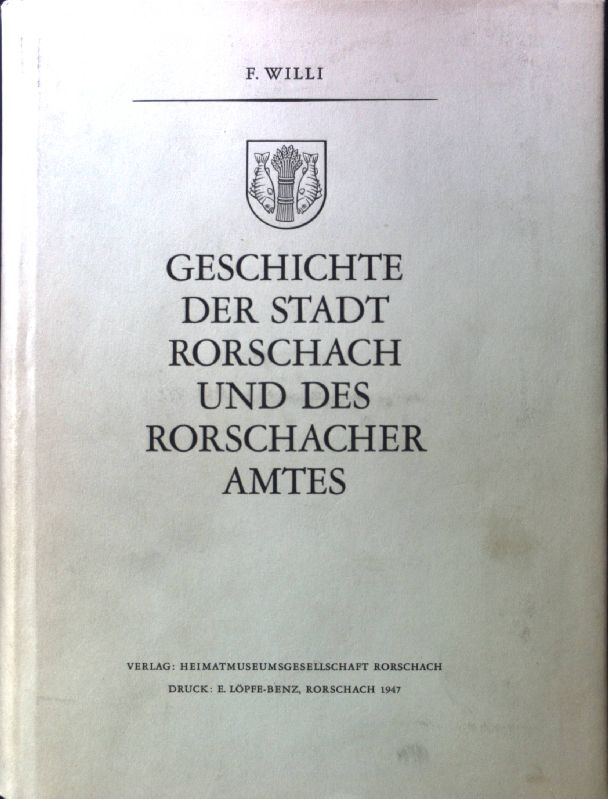 F. WILLI
GESCHICHTE
DER STADT
RORSCHACH
UND DES
RORSCHACHER
AMTES
VERLAG: HEIMATMUSEUMSGESELLSCHAFT RORSCHACH
DRUCK: E. LÖPFE-BENZ, RORSCHACH 1947